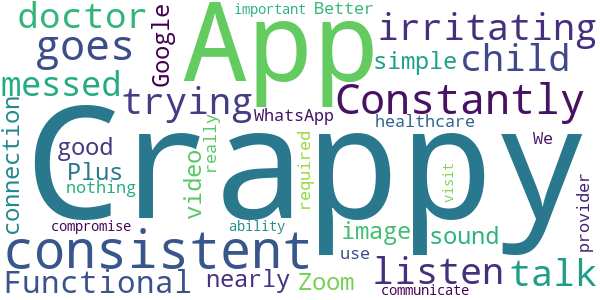 important Better
doctor App irritating
goes Google simple child
messed trying Constantly
WhatsApp healthcare
connection good Crappy We
Plus video really required visit
nothing
compromise ability image sound provider
consistent use listen talk
Functional nearly Zoom communicate